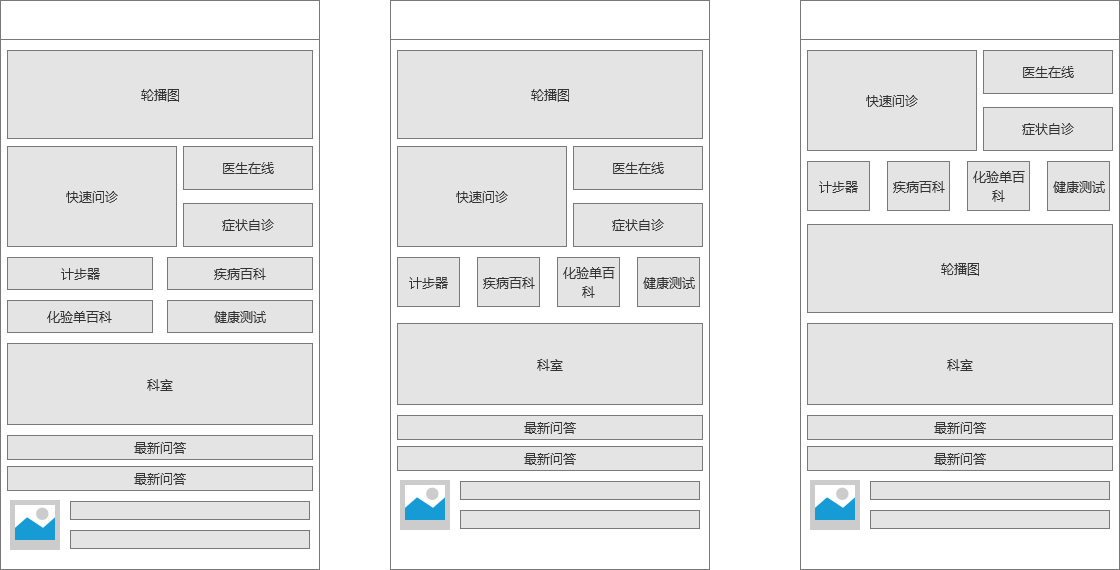 轮播图
快速问诊
医生在线
症状自诊
计步器
疾病百科
化验单百科
健康测试
科室
最新问答
最新问答
轮播图
快速问诊
医生在线
症状自诊
计步器
疾病百科
化验单百
科
健康测试
科室
最新问答
最新问答
快速问诊
医生在线
症状自诊
计步器
疾病百科
化验单百
科
健康测试
轮播图
科室
最新问答
最新问答